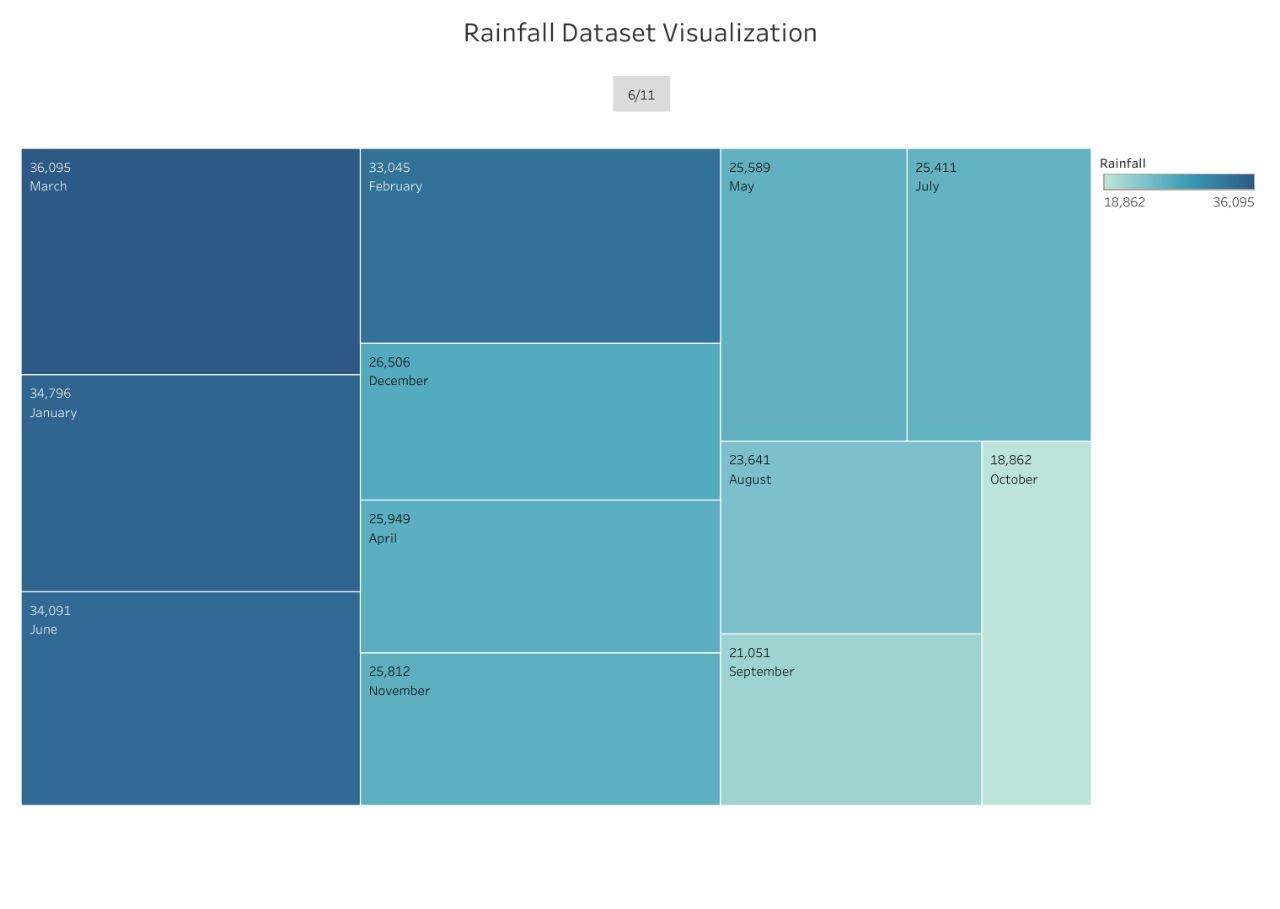 Rainfall Dataset Visualization
6/11
36,095
March
34,796
January
34,091
June
33,045
February
26,506
December
25,949
April
25,812
November
25,589
May
25,411
July
23,641
August
21,051
September
18,862
October
Rainfall
18,862 36,095